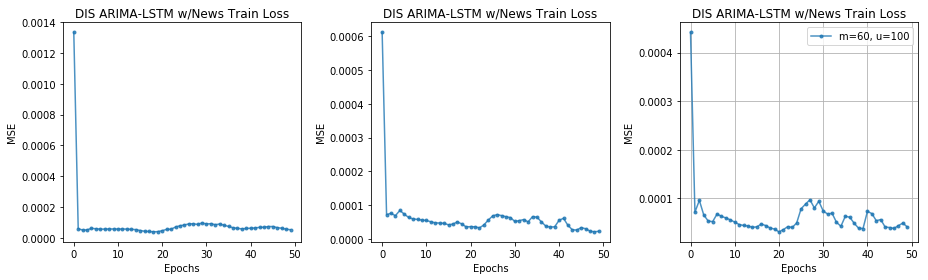 DIS ARIMA-LSTM w/News Train Loss
0.0014
0.0012
0.0010
0.0008
0.0006
0.0004
0.0002
0.0000
MSE
0 10 20 30 40 50
Epochs
DIS ARIMA-LSTM w/News Train Loss
0.0006
0.0005
0.0004
0.0003
0.0002
0.0001
0.0000
MSE
0 10 20 30 40 50
Epochs
DIS ARIMA-LSTM w/News Train Loss
m=60, u=100
0.0004
0.0003
0.0002
0.0001
MSE
0 10 20 30 40 50
Epochs